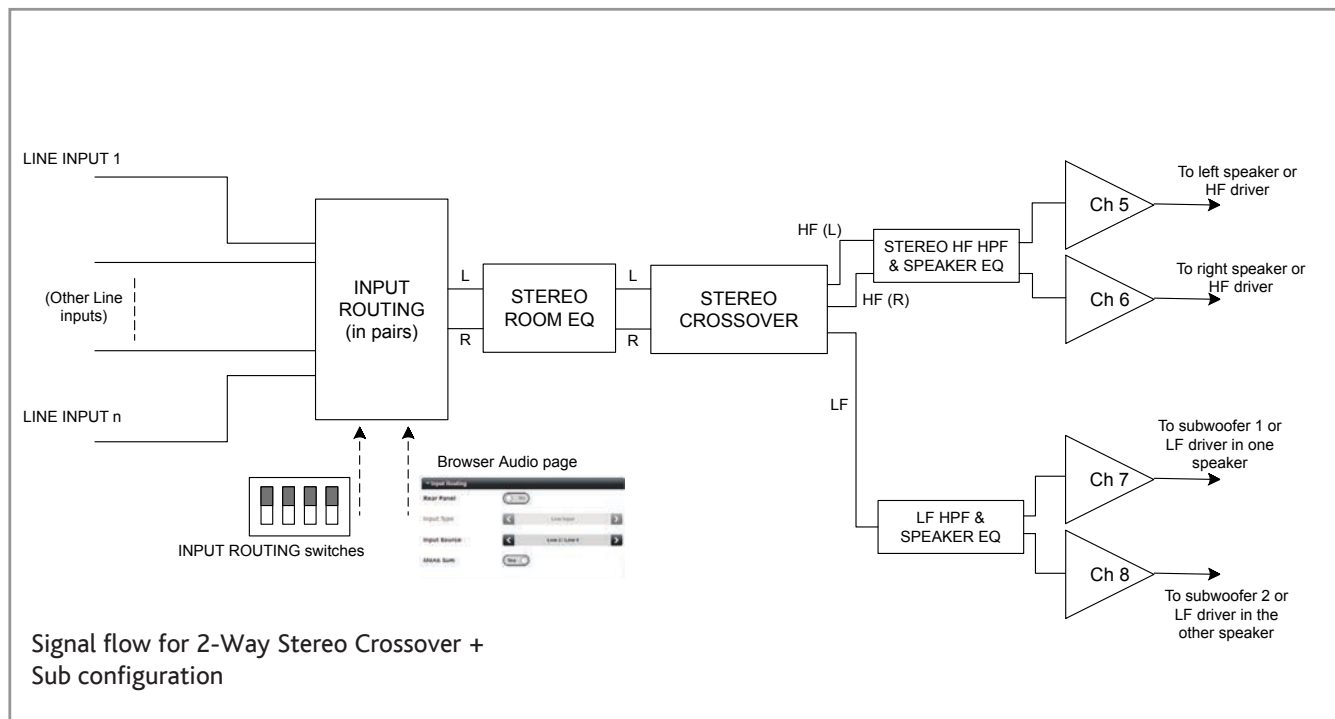 LINE INPUT 1
(Other Line
inputs)
LINE INPUT n
INPUT
ROUTING
(in pairs)
L
R
STEREO
ROOM EQ
L
R
STEREO
CROSSOVER
HF (L)
HF (R)
LF
STEREO HF HPF
& SPEAKER EQ
Ch 5
To left speaker or
HF driver
Ch 6
To right speaker or
HF driver
LF HPF &
SPEAKER EQ
Ch 7
To subwoofer 1 or
LF driver in one
speaker
Ch 8
To subwoofer 2 or
LF driver in the
other speaker
INPUT ROUTING switches
Browser Audio page
Input Routing
Rear Panel
Input Type
Line Input
Input Source
Mono Sum
Signal flow for 2-Way Stereo Crossover +
Sub configuration